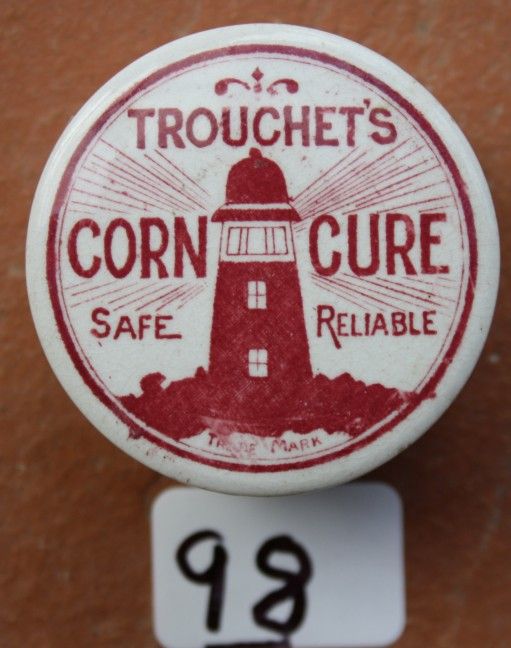 TROUCHET'S
CORN CURE
SAFE RELIABLE
TRADE MARK
98